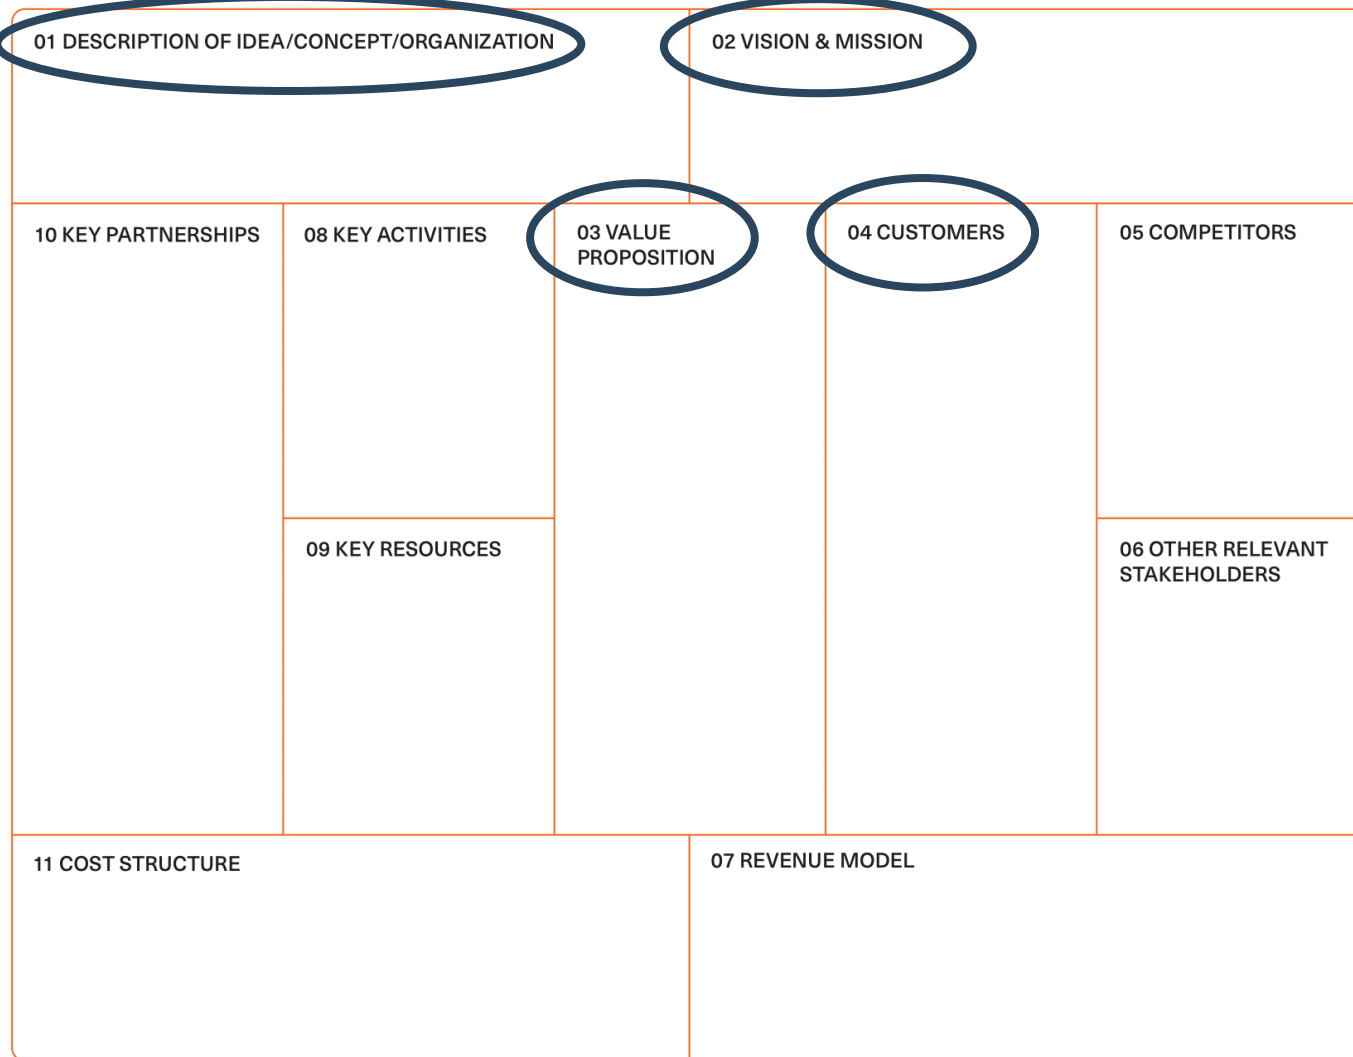 01 DESCRIPTION OF IDEA/CONCEPT/ORGANIZATION
02 VISION & MISSION
10 KEY PARTNERSHIPS
08 KEY ACTIVITIES
03 VALUE
PROPOSITION
04 CUSTOMERS
05 COMPETITORS
09 KEY RESOURCES
06 OTHER RELEVANT
STAKEHOLDERS
11 COST STRUCTURE
07 REVENUE MODEL